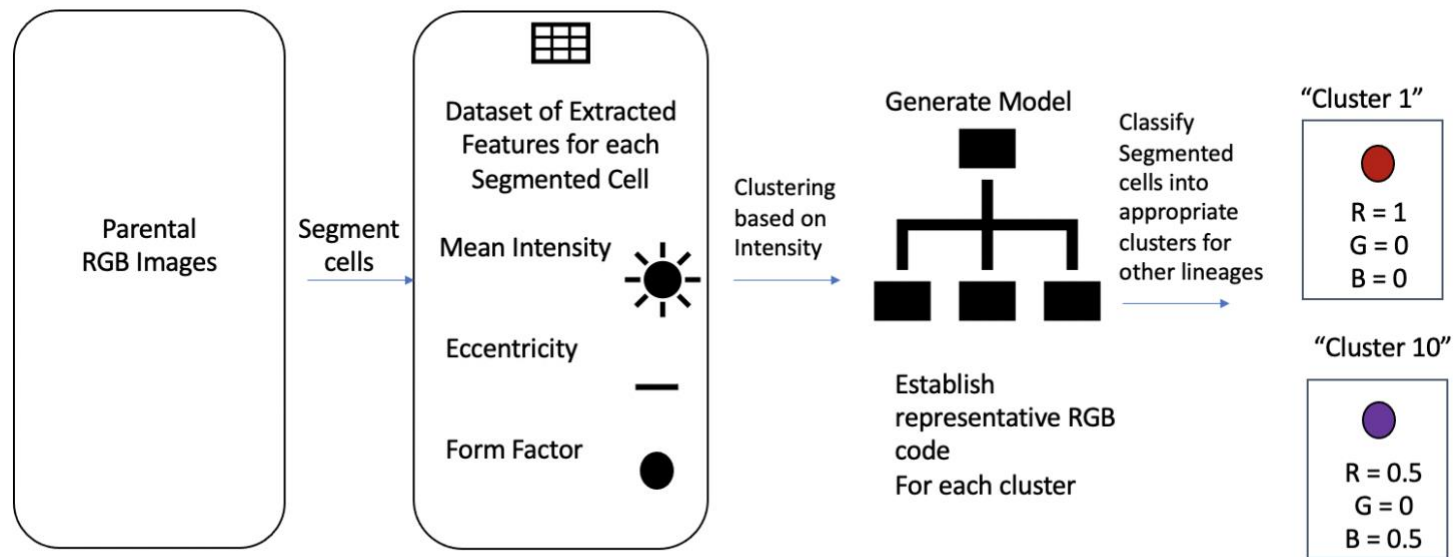 Parental
RGB Images
Segment
cells
Dataset of Extracted
Features for each
Segmented Cell
Mean Intensity
Eccentricity
Form Factor
Clustering
based on
Intensity
Generate Model
Establish
representative RGB
code
For each cluster
Classify
Segmented
cells into
appropriate
clusters for
other lineages
“Cluster 1”
R = 1
G = 0
B = 0
“Cluster 10”
R = 0.5
G = 0
B = 0.5